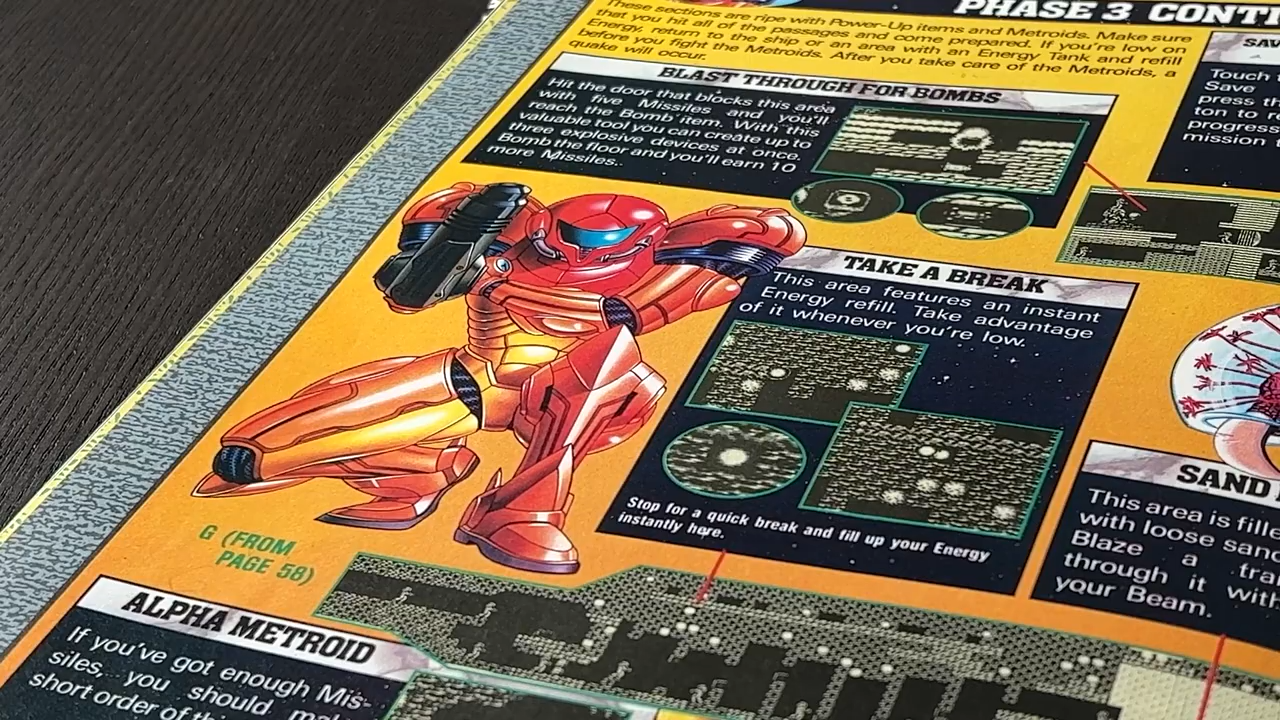 PHASE 3
These sections are ripe with Power-Up items and Metroids. Make sure
that you hit all of the passages and come prepared. If you're low on
Energy, return to the ship or an area with an Energy Tank and refill
before you fight the Metroids. After you take care of the Metroids, a
quake will occur.
BLAST THROUGH FOR BOMBS
Hit the door that blocks this area
with five Missiles and you'll
reach the Bomb item. With this
valuable tool you can create up to
three explosive devices at once.
Bomb the floor and you'll earn 10
more Missiles.
Touch
Save
press th
ton to r
progress
mission
TAKE A BREAK
This area features an instant
Energy refill. Take advantage
of it whenever you're low.
Stop for a quick break and fill up your Energy
instantly here.
SAND
This area is fille
with loose sand
Blaze a tra
through it with
your Beam.
G (FROM
PAGE 58)
ALPHA METROID
If you've got enough Mis-
siles, you should
short order of